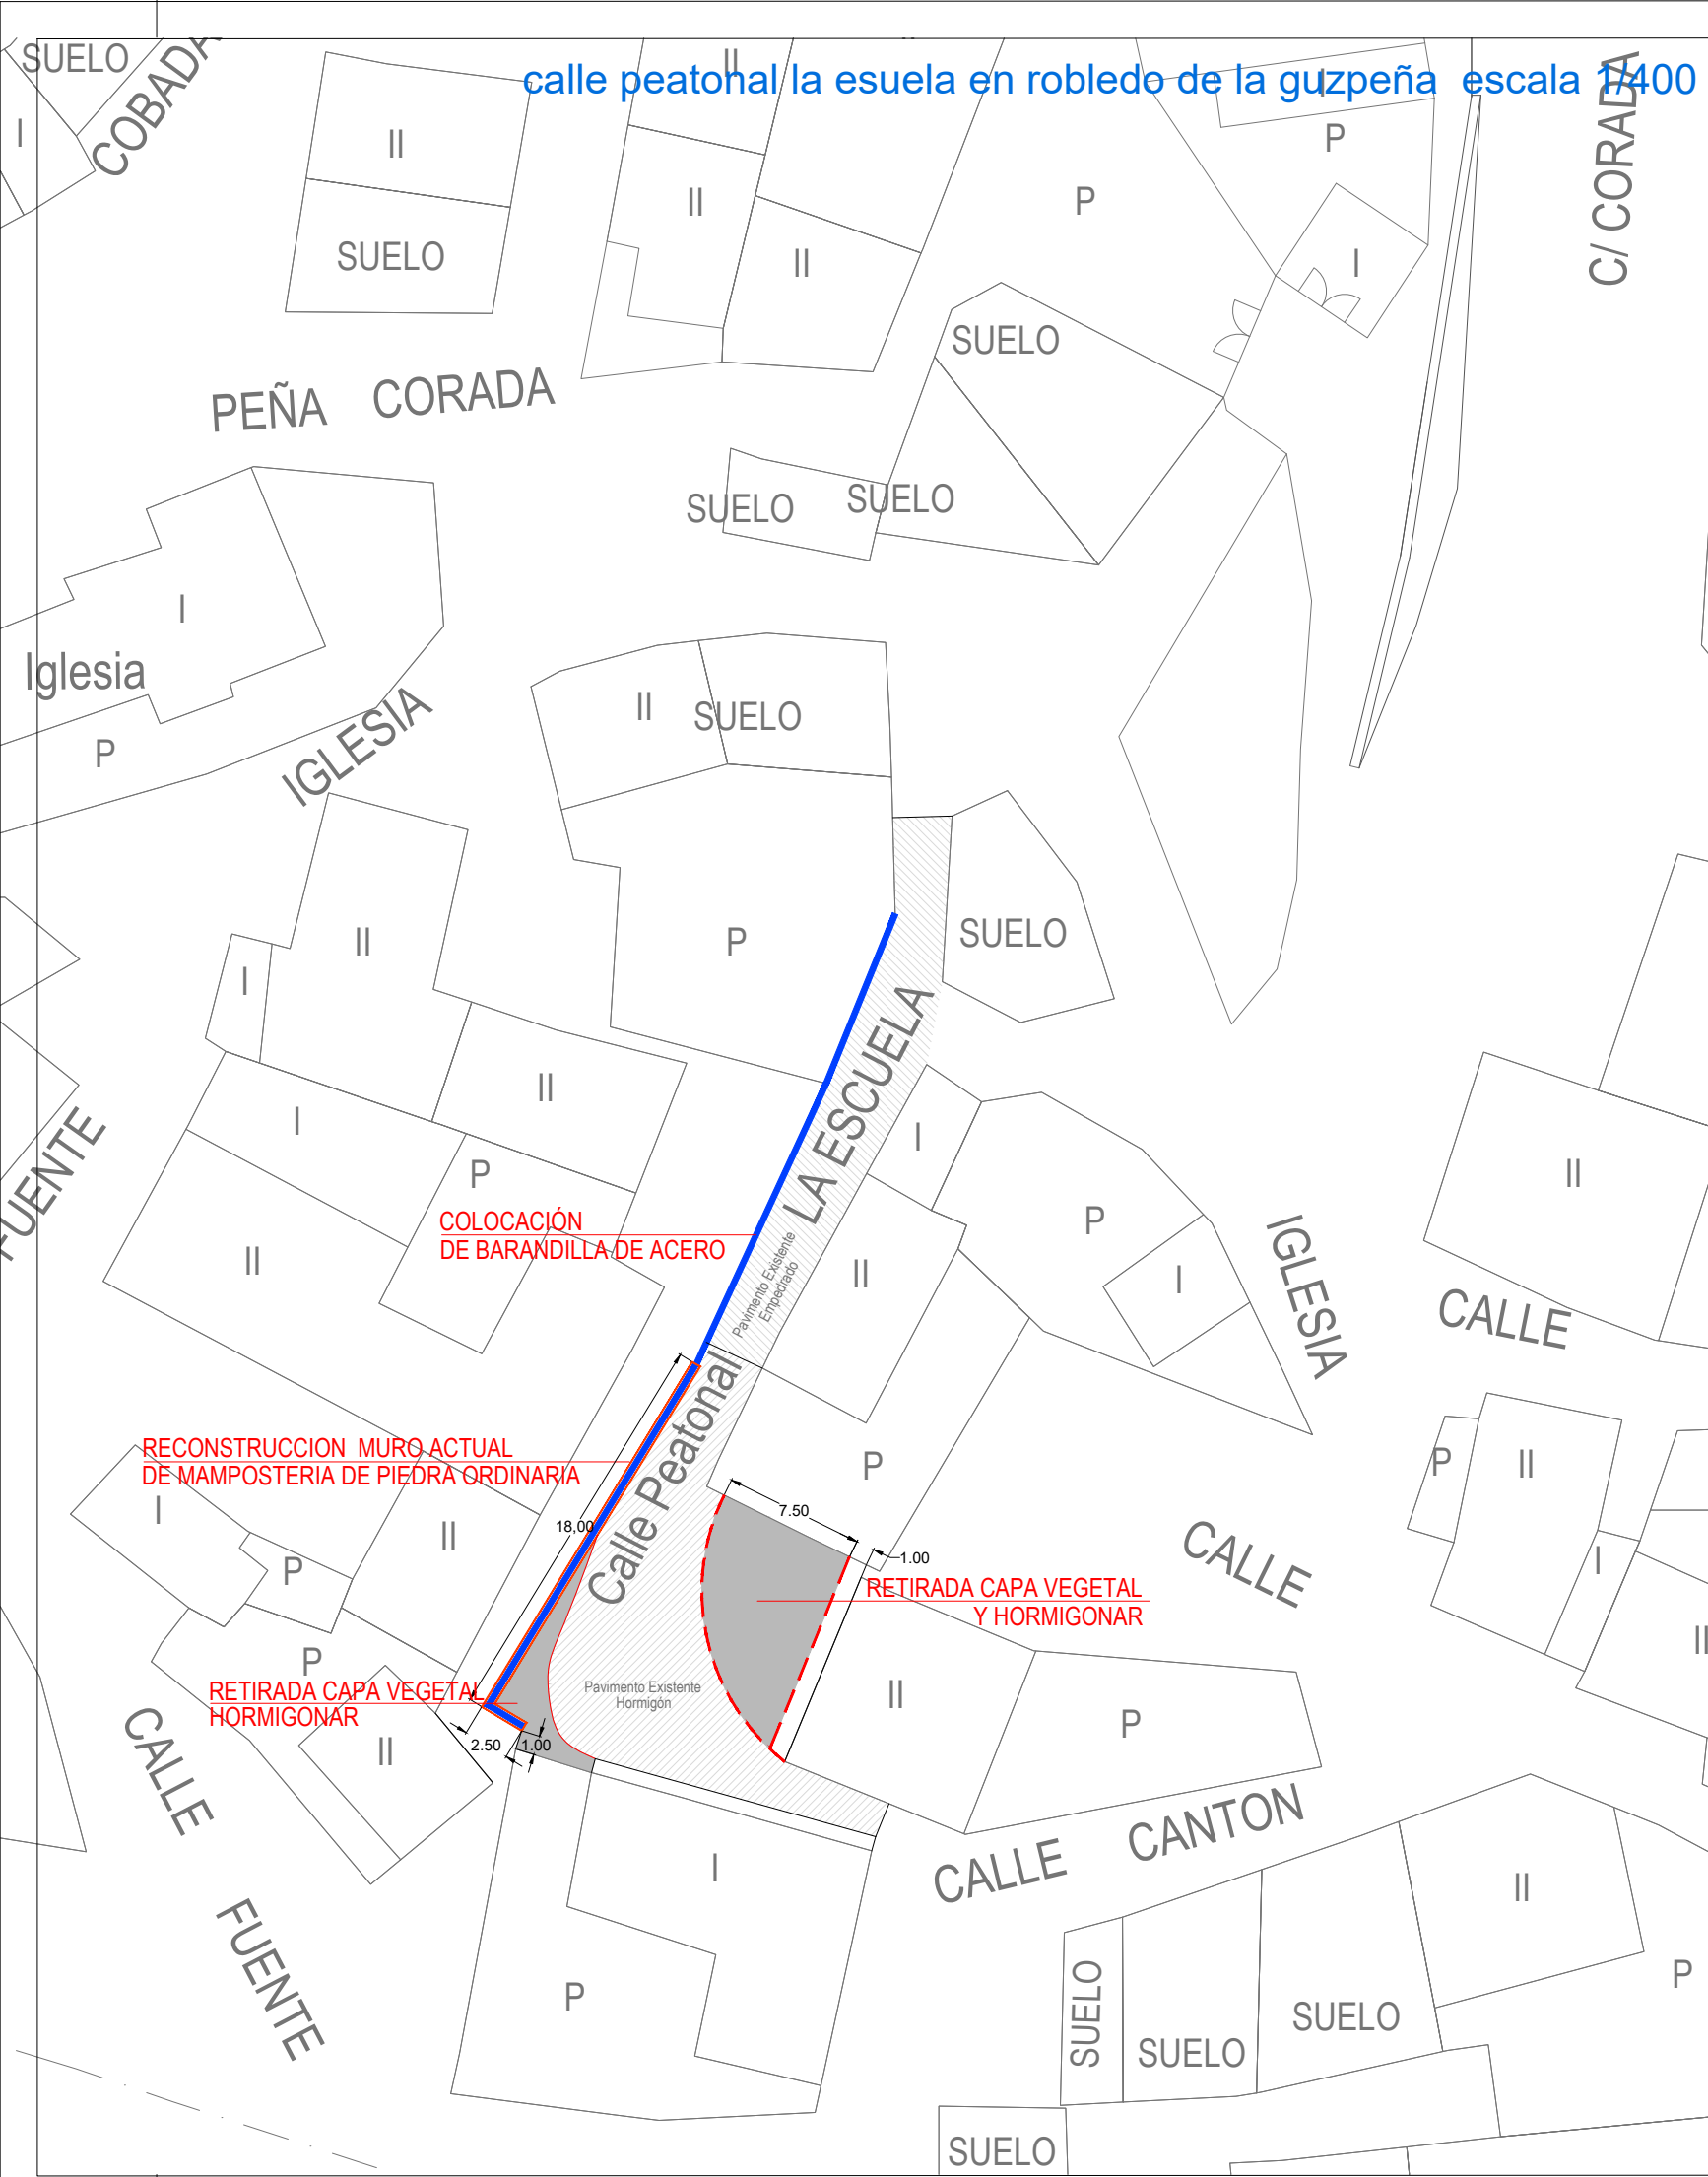 SUELO
COBADA
II
calle peatonal la esuela en robledo de la guzpeña escala 1/400
I
C/ CORADA
I
II
P
II
P
SUELO
II
I
SUELO
PEÑA CORADA
SUELO
SUELO
I
Iglesia
II
SUELO
P
IGLESIA
II
P
SUELO
I
LA ESCUELA
II
I
I
FUENTE
P
II
COLOCACIÓN
DE BARANDILLA DE ACERO
P
II
Pavimento Existente
Empedrado
II
I
IGLESIA
CALLE
RECONSTRUCCION MURO ACTUAL
DE MAMPOSTERIA DE PIEDRA ORDINARIA
Calle Peatonal
P
P
II
I
II
18,00
7.50
1.00
P
CALLE
I
RETIRADA CAPA VEGETAL
Y HORMIGONAR
P
RETIRADA CAPA VEGETAL
HORMIGONAR
Pavimento Existente
Hormigón
II
P
II
II
2.50
1.00
CALLE
CALLE CANTON
I
II
FUENTE
P
SUELO
SUELO
SUELO
P
SUELO